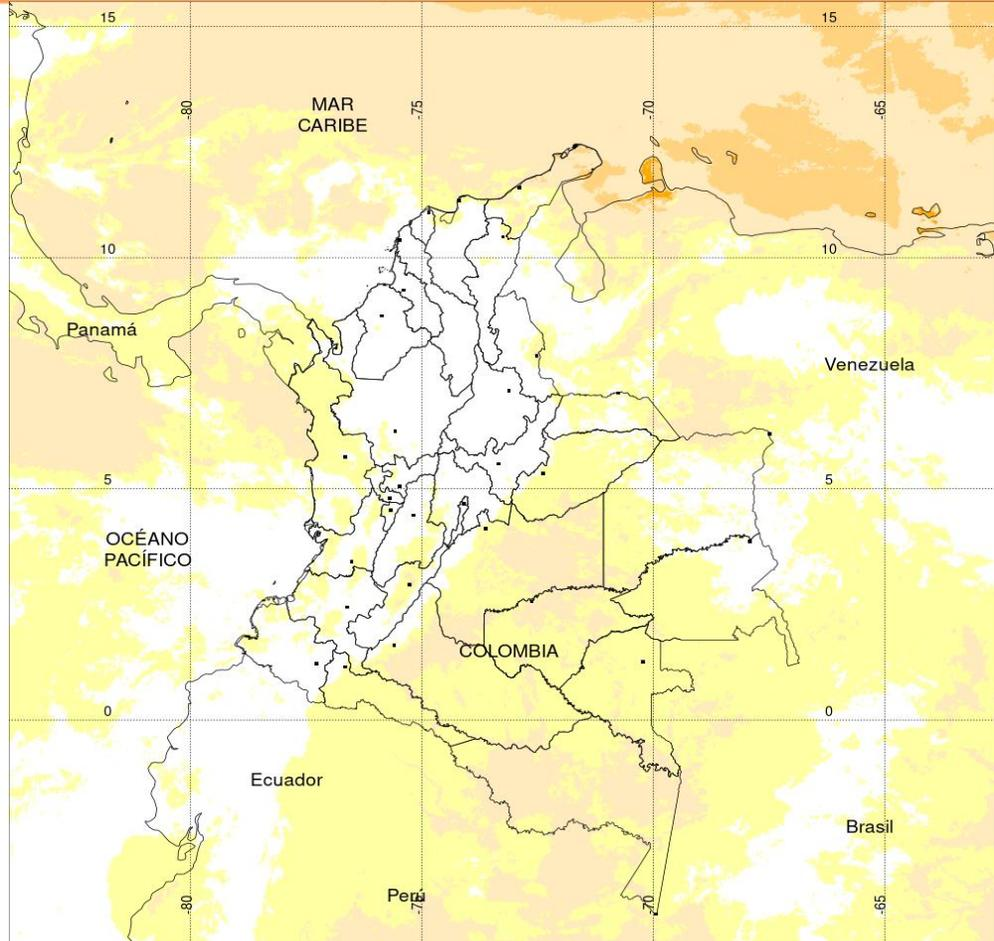 15
15
-80
-75
-70
-65
MAR
CARIBE
10
10
Panamá
Venezuela
5
5
OCÉANO
PACÍFICO
COLOMBIA
0
0
Ecuador
Brasil
Perú
-80
-75
-70
-65